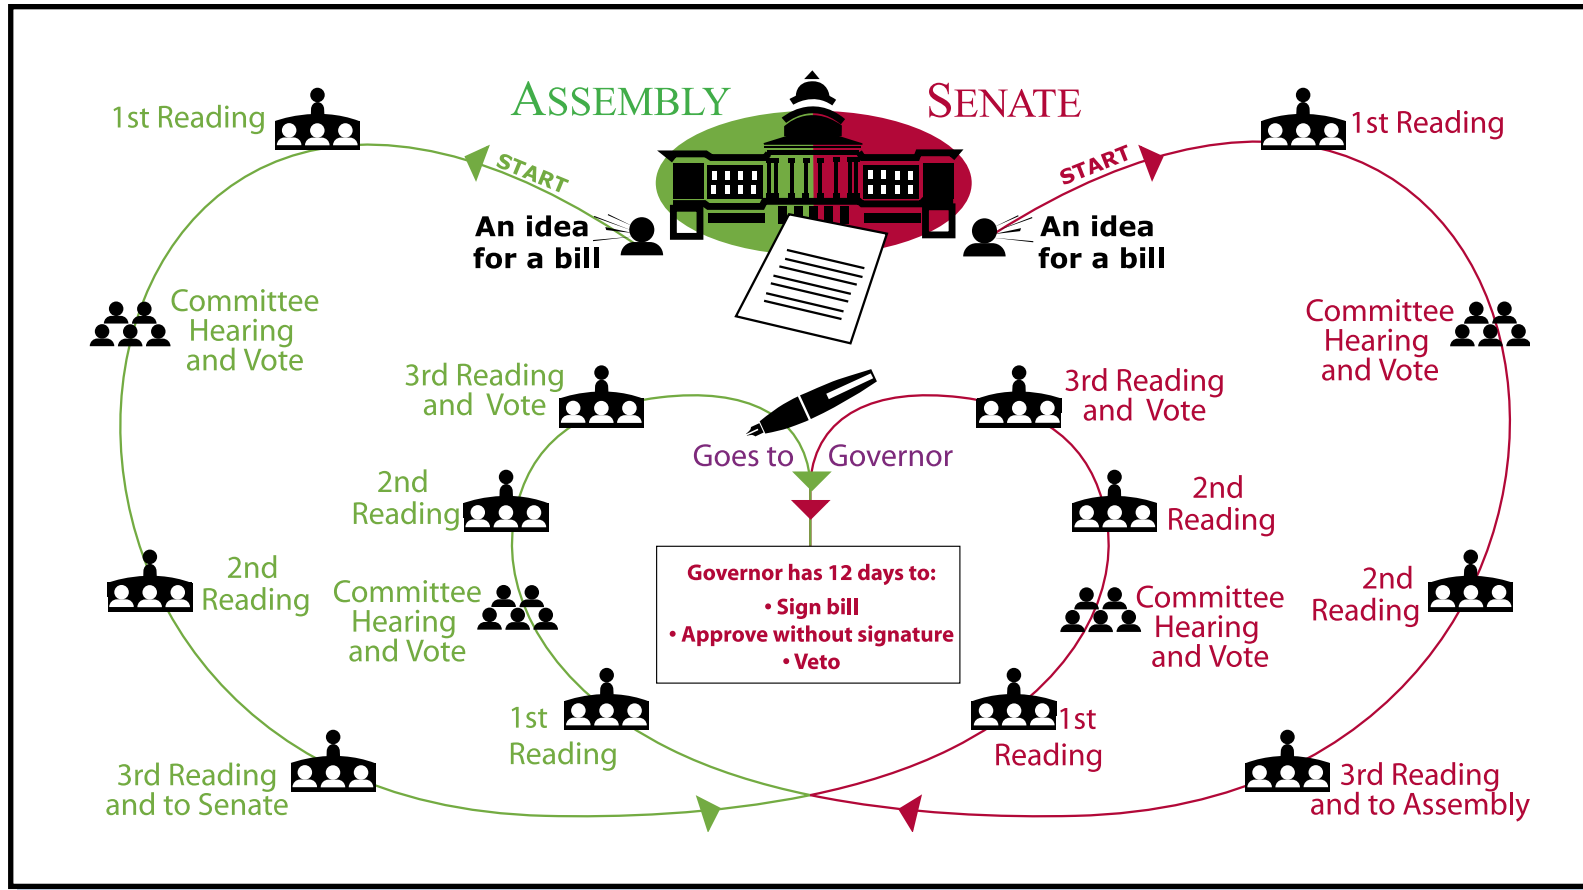 ASSEMBLY
SENATE
START
START
An idea
for a bill
An idea
for a bill
1st Reading
Committee
Hearing
and Vote
2nd
Reading
3rd Reading
and to Senate
1st Reading
Committee
Hearing
and Vote
2nd
Reading
3rd Reading
and to Assembly
3rd Reading
and Vote
2nd
Reading
Committee
Hearing
and Vote
1st
Reading
3rd Reading
and Vote
2nd
Reading
Committee
Hearing
and Vote
1st
Reading
Goes to Governor
Governor has 12 days to:
• Sign bill
• Approve without signature
• Veto